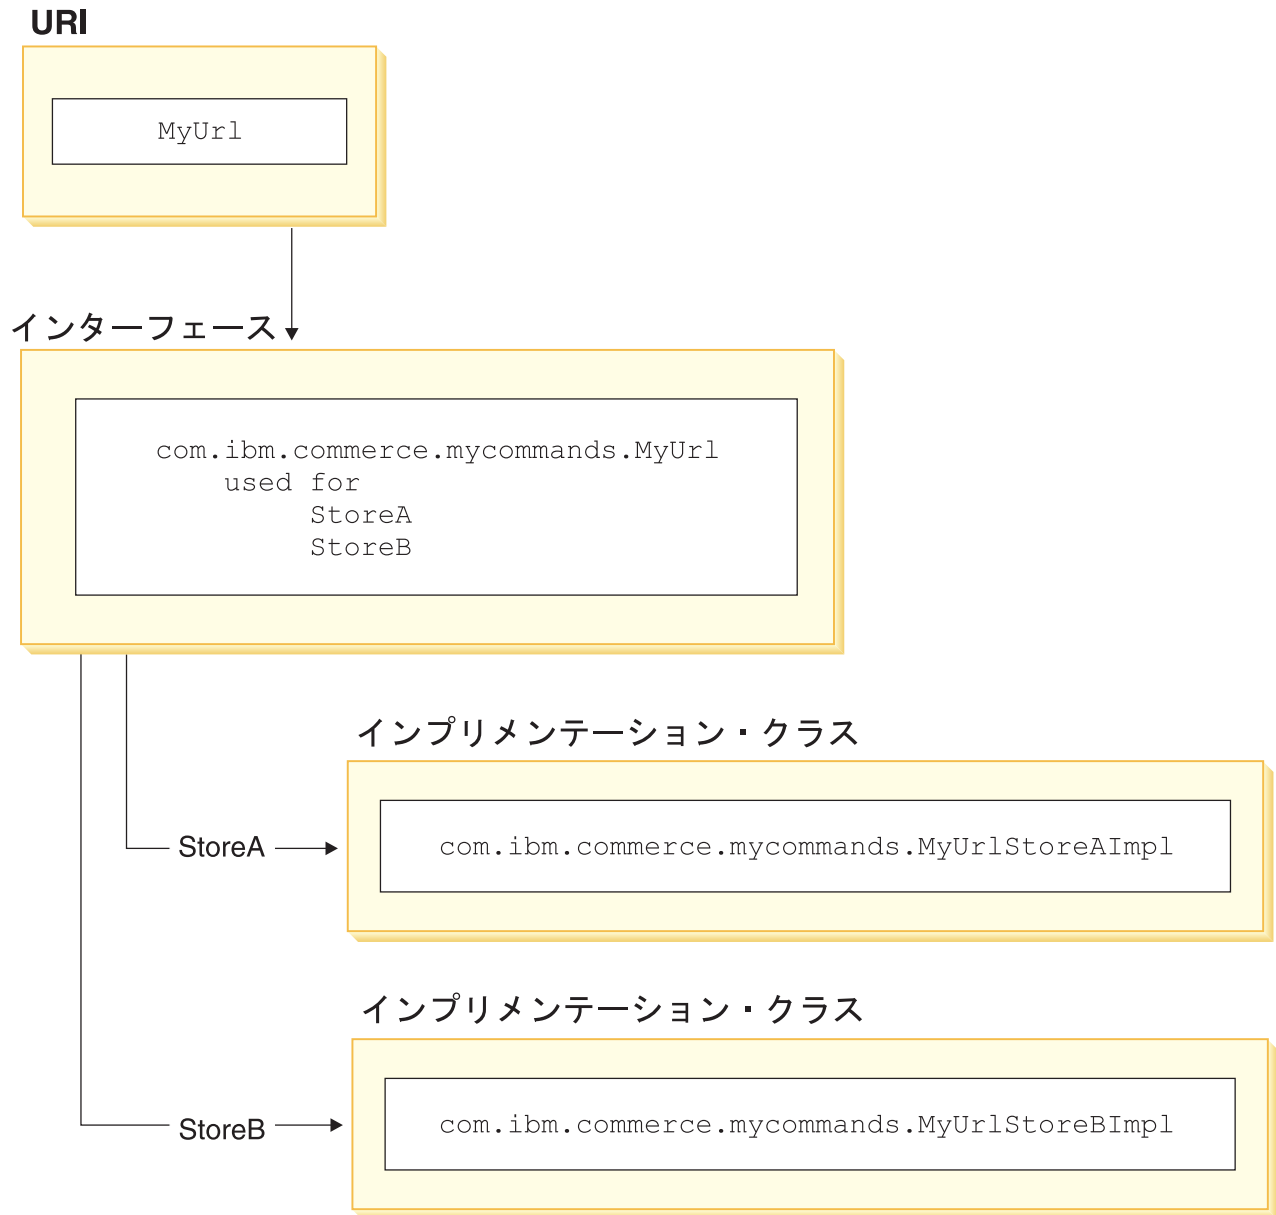 URI
MyUrl
インターフェース
com.ibm.commerce.mycommands.MyUrl
used for
StoreA
StoreB
インプリメンテーション・クラス
StoreA
com.ibm.commerce.mycommands.MyUrlStoreAImpl
インプリメンテーション・クラス
StoreB
com.ibm.commerce.mycommands.MyUrlStoreBImpl